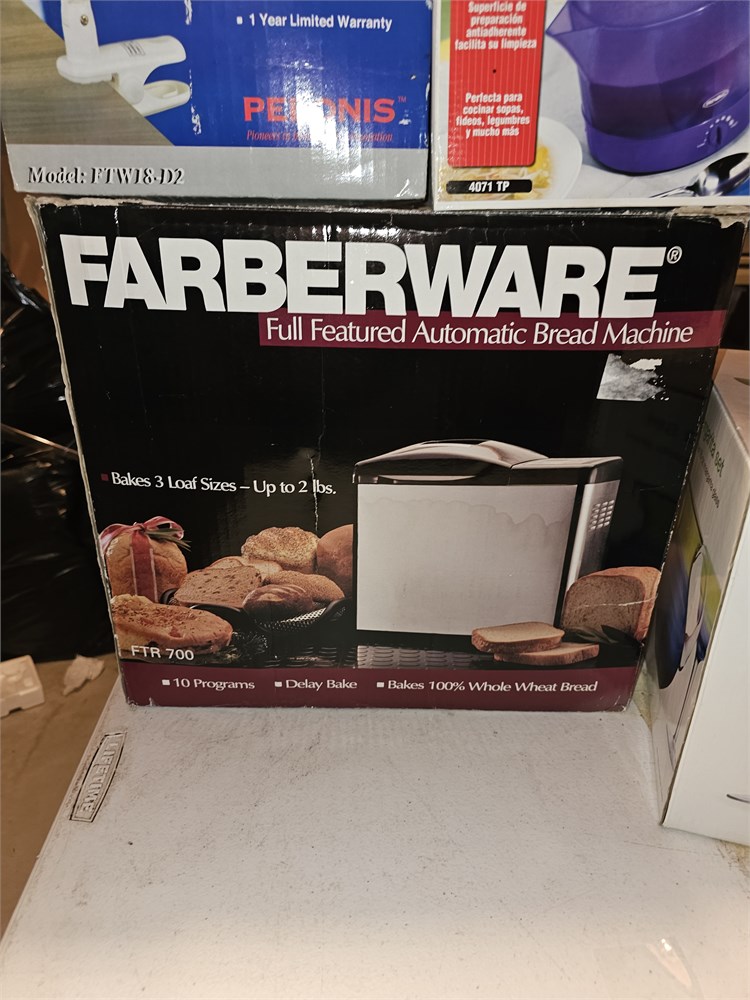 ▪ 1 Year Limited Warranty
PELONIS™
Model: FTW18-D2
Superficie de
preparación
antiadherente
facilita su limpieza
Perfecta para
cocinar sopas,
fideos, legumbres
y mucho más
4071 TP
FARBERWARE®
Full Featured Automatic Bread Machine
▪ Bakes 3 Loaf Sizes – Up to 2 lbs.
FTR 700
▪ 10 Programs ▪ Delay Bake ▪ Bakes 100% Whole Wheat Bread
LIFETIME